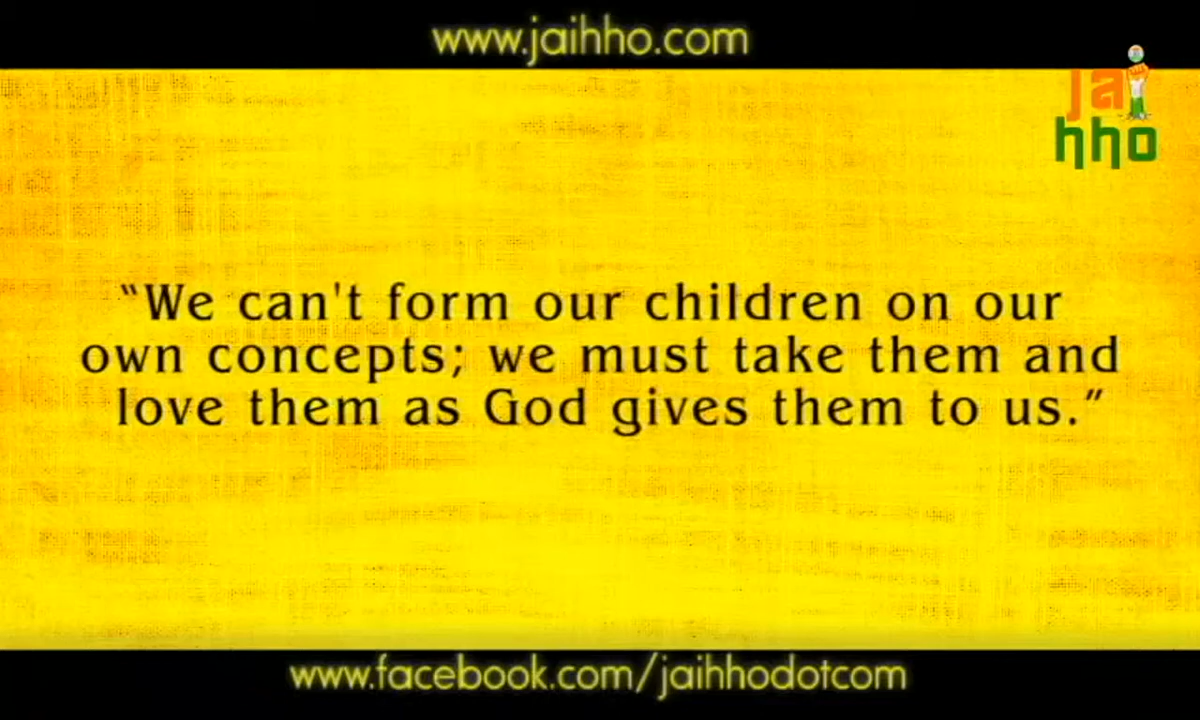 www.jaihho.com
jai
hho
“We can't form our children on our
own concepts; we must take them and
love them as God gives them to us.”
www.facebook.com/jaihhodotcom